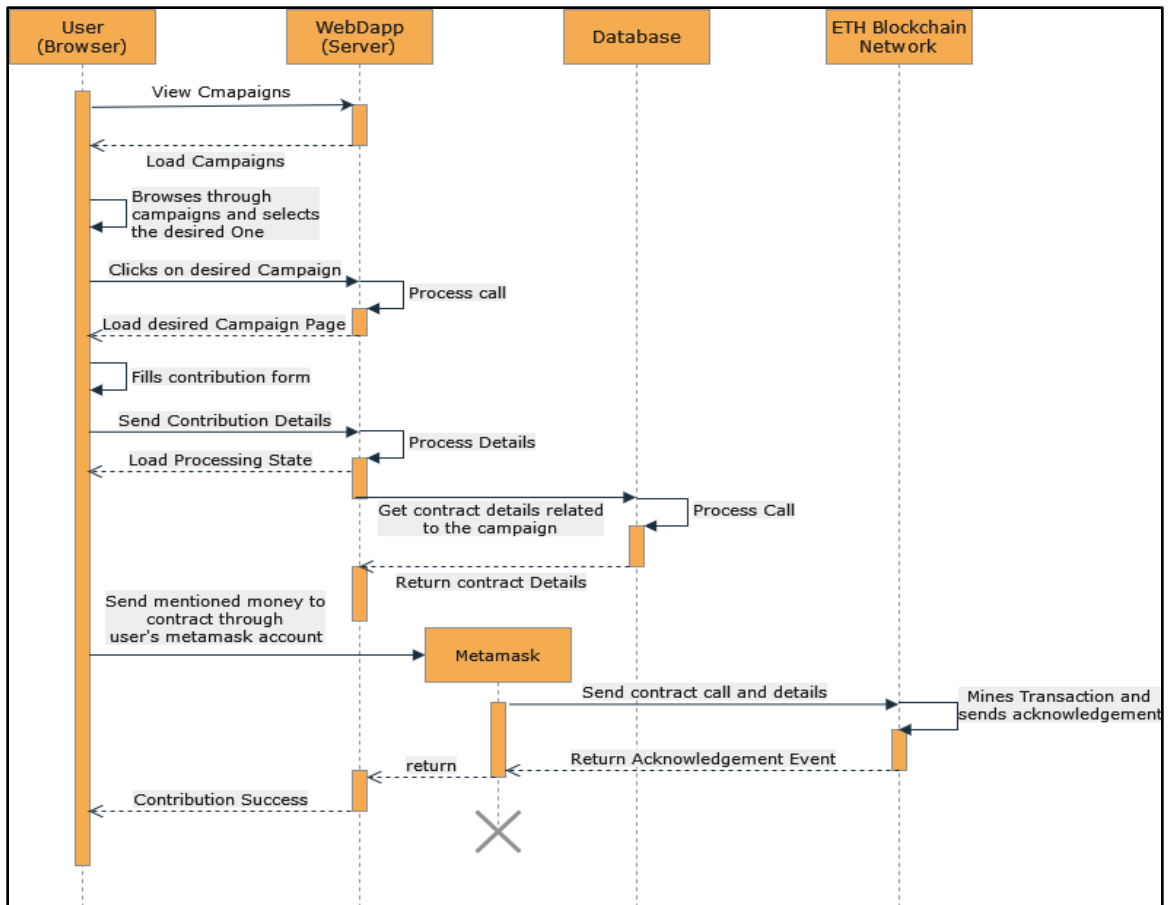 User
(Browser)
WebDapp
(Server)
Database
ETH Blockchain
Network
View Cmapaigns
Load Campaigns
Browses through
campaigns and selects
the desired One
Clicks on desired Campaign
Process call
Load desired Campaign Page
Fills contribution form
Send Contribution Details
Process Details
Load Processing State
Get contract details related
to the campaign
Process Call
Return contract Details
Send mentioned money to
contract through
user's metamask account
Metamask
Send contract call and details
Mines Transaction and
sends acknowledgement
Return Acknowledgement Event
return
Contribution Success